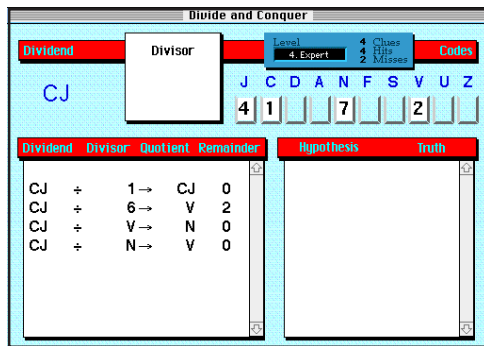 Divide and Conquer
Dividend Divisor Level 4. Expert 4 Clues 4 Hits 2 Misses Codes
CJ
J C D A N F S V U Z
4 1 7 2
Dividend Divisor Quotient Remainder
Hypothesis Truth
CJ ÷ 1→ CJ 0
CJ ÷ 6→ V 2
CJ ÷ V→ N 0
CJ ÷ N→ V 0